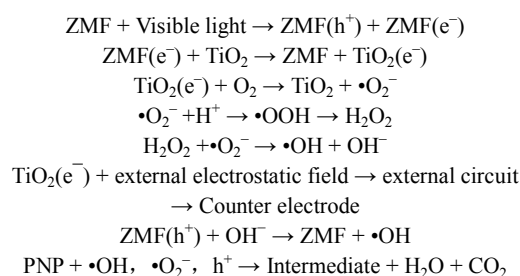 ZMF + Visible light → ZMF(h⁺) + ZMF(e⁻)
ZMF(e⁻) + TiO₂ → ZMF + TiO₂(e⁻)
TiO₂(e⁻) + O₂ → TiO₂ + •O₂⁻
•O₂⁻ +H⁺ → •OOH → H₂O₂
H₂O₂ +•O₂⁻ → •OH + OH⁻
TiO₂(e⁻) + external electrostatic field → external circuit
→ Counter electrode
ZMF(h⁺) + OH⁻ → ZMF + •OH
PNP + •OH， •O₂⁻， h⁺ → Intermediate + H₂O + CO₂